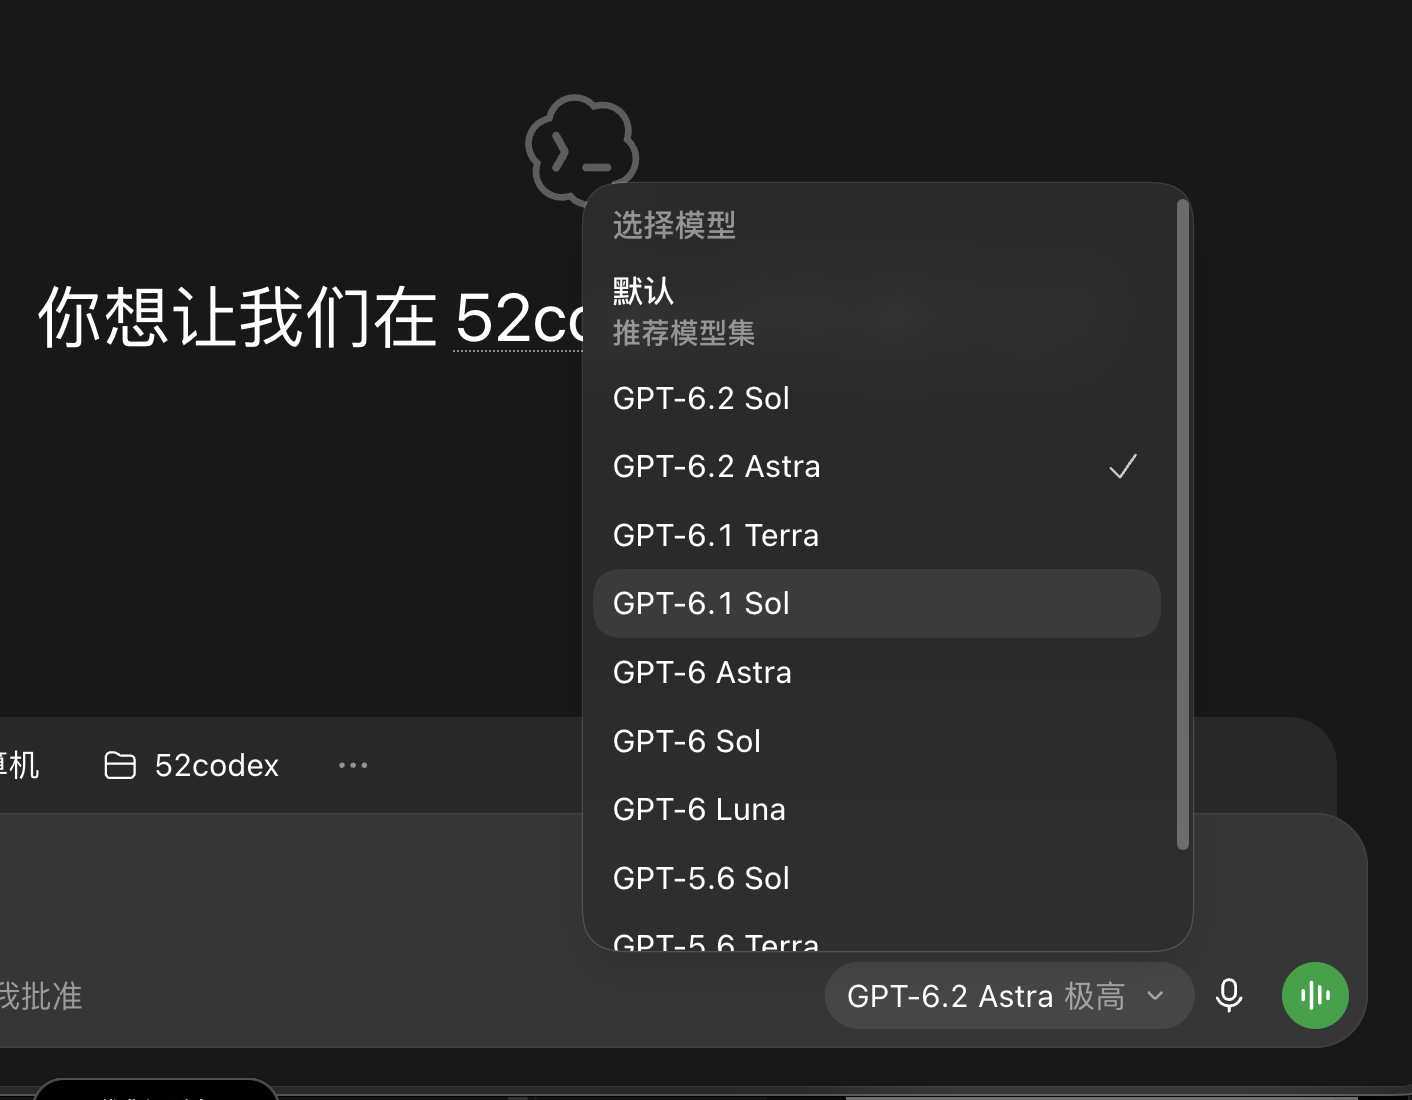 选择模型
默认
推荐模型集
你想让我们在 52co
GPT-6.2 Sol
GPT-6.2 Astra
GPT-6.1 Terra
GPT-6.1 Sol
GPT-6 Astra
GPT-6 Sol
GPT-6 Luna
GPT-5.6 Sol
GPT-5.6 Terra
算机
52codex
我批准
GPT-6.2 Astra 极高